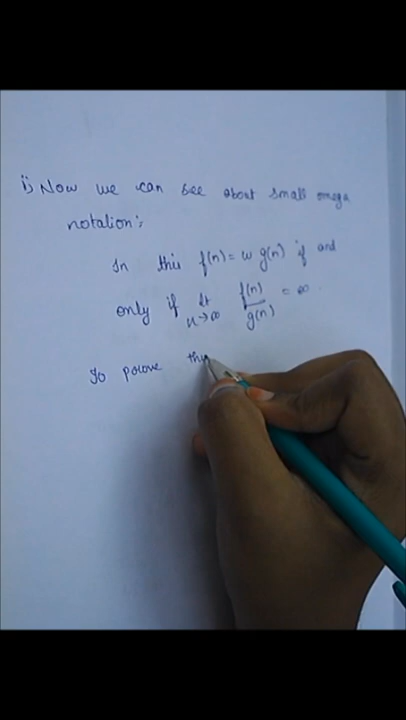 i) Now we can see about small omega
notation:
In this f(n) = ω g(n) if and
only if lt n→∞ f(n)/g(n) = ∞.
To prove